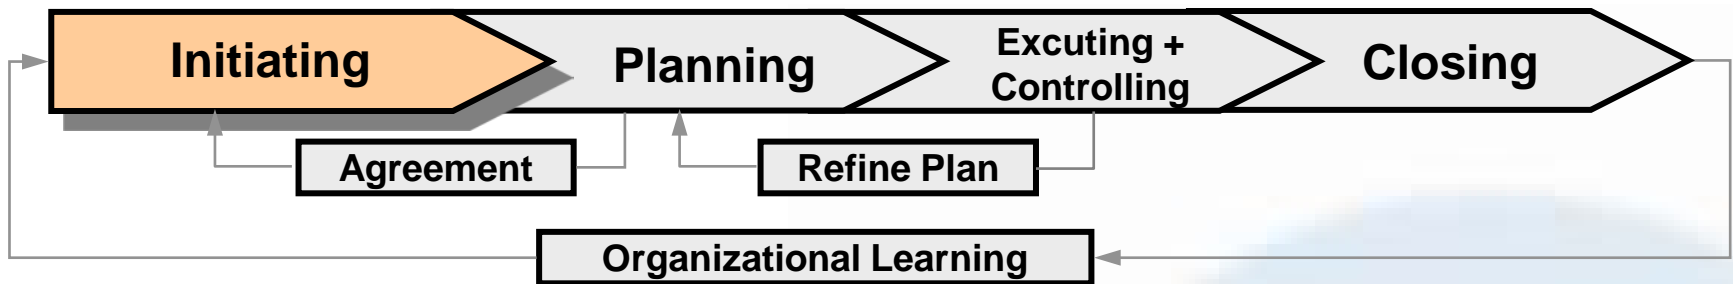 Initiating
Planning
Excuting +
Controlling
Closing
Agreement
Refine Plan
Organizational Learning